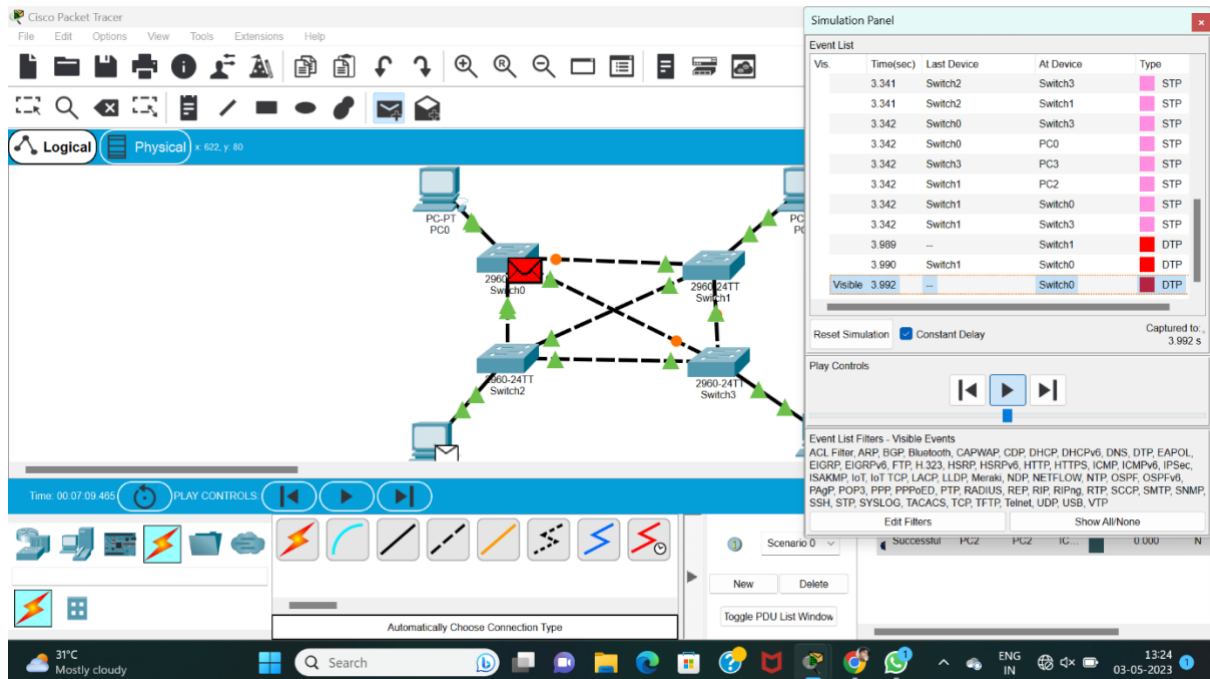 Cisco Packet Tracer
File Edit Options View Tools Extensions Help
Logical Physical x: 622, y: 80
PC-PT
PC0
PC
2960-24TT
Switch1
2960-24TT
Switch2
2960-24TT
Switch3
Time: 00:07:09.465 PLAY CONTROLS:
Automatically Choose Connection Type
Simulation Panel
Event List
Vis. Time(sec) Last Device At Device Type
3.341 Switch2 Switch3 STP
3.341 Switch2 Switch1 STP
3.342 Switch0 Switch3 STP
3.342 Switch0 PC0 STP
3.342 Switch3 PC3 STP
3.342 Switch1 PC2 STP
3.342 Switch1 Switch0 STP
3.342 Switch1 Switch3 STP
3.989 -- Switch1 DTP
3.990 Switch1 Switch0 DTP
Visible 3.992 -- Switch0 DTP
Reset Simulation Constant Delay Captured to: ,
3.992 s
Play Controls
Event List Filters - Visible Events
ACL Filter, ARP, BGP, Bluetooth, CAPWAP, CDP, DHCP, DHCPv6, DNS, DTP, EAPOL,
EIGRP, EIGRPv6, FTP, H.323, HSRP, HSRPv6, HTTP, HTTPS, ICMP, ICMPv6, IPSec,
ISAKMP, IoT, IoT TCP, LACP, LLDP, Meraki, NDP, NETFLOW, NTP, OSPF, OSPFv6,
PAgP, POP3, PPP, PPPoED, PTP, RADIUS, REP, RIP, RIPng, RTP, SCCP, SMTP, SNMP,
SSH, STP, SYSLOG, TACACS, TCP, TFTP, Telnet, UDP, USB, VTP
Edit Filters Show All/None
Scenario 0
Successful PC2 PC2 IC... 0.000 N
New Delete
Toggle PDU List Window
31°C
Mostly cloudy
Search
ENG
IN
13:24
03-05-2023